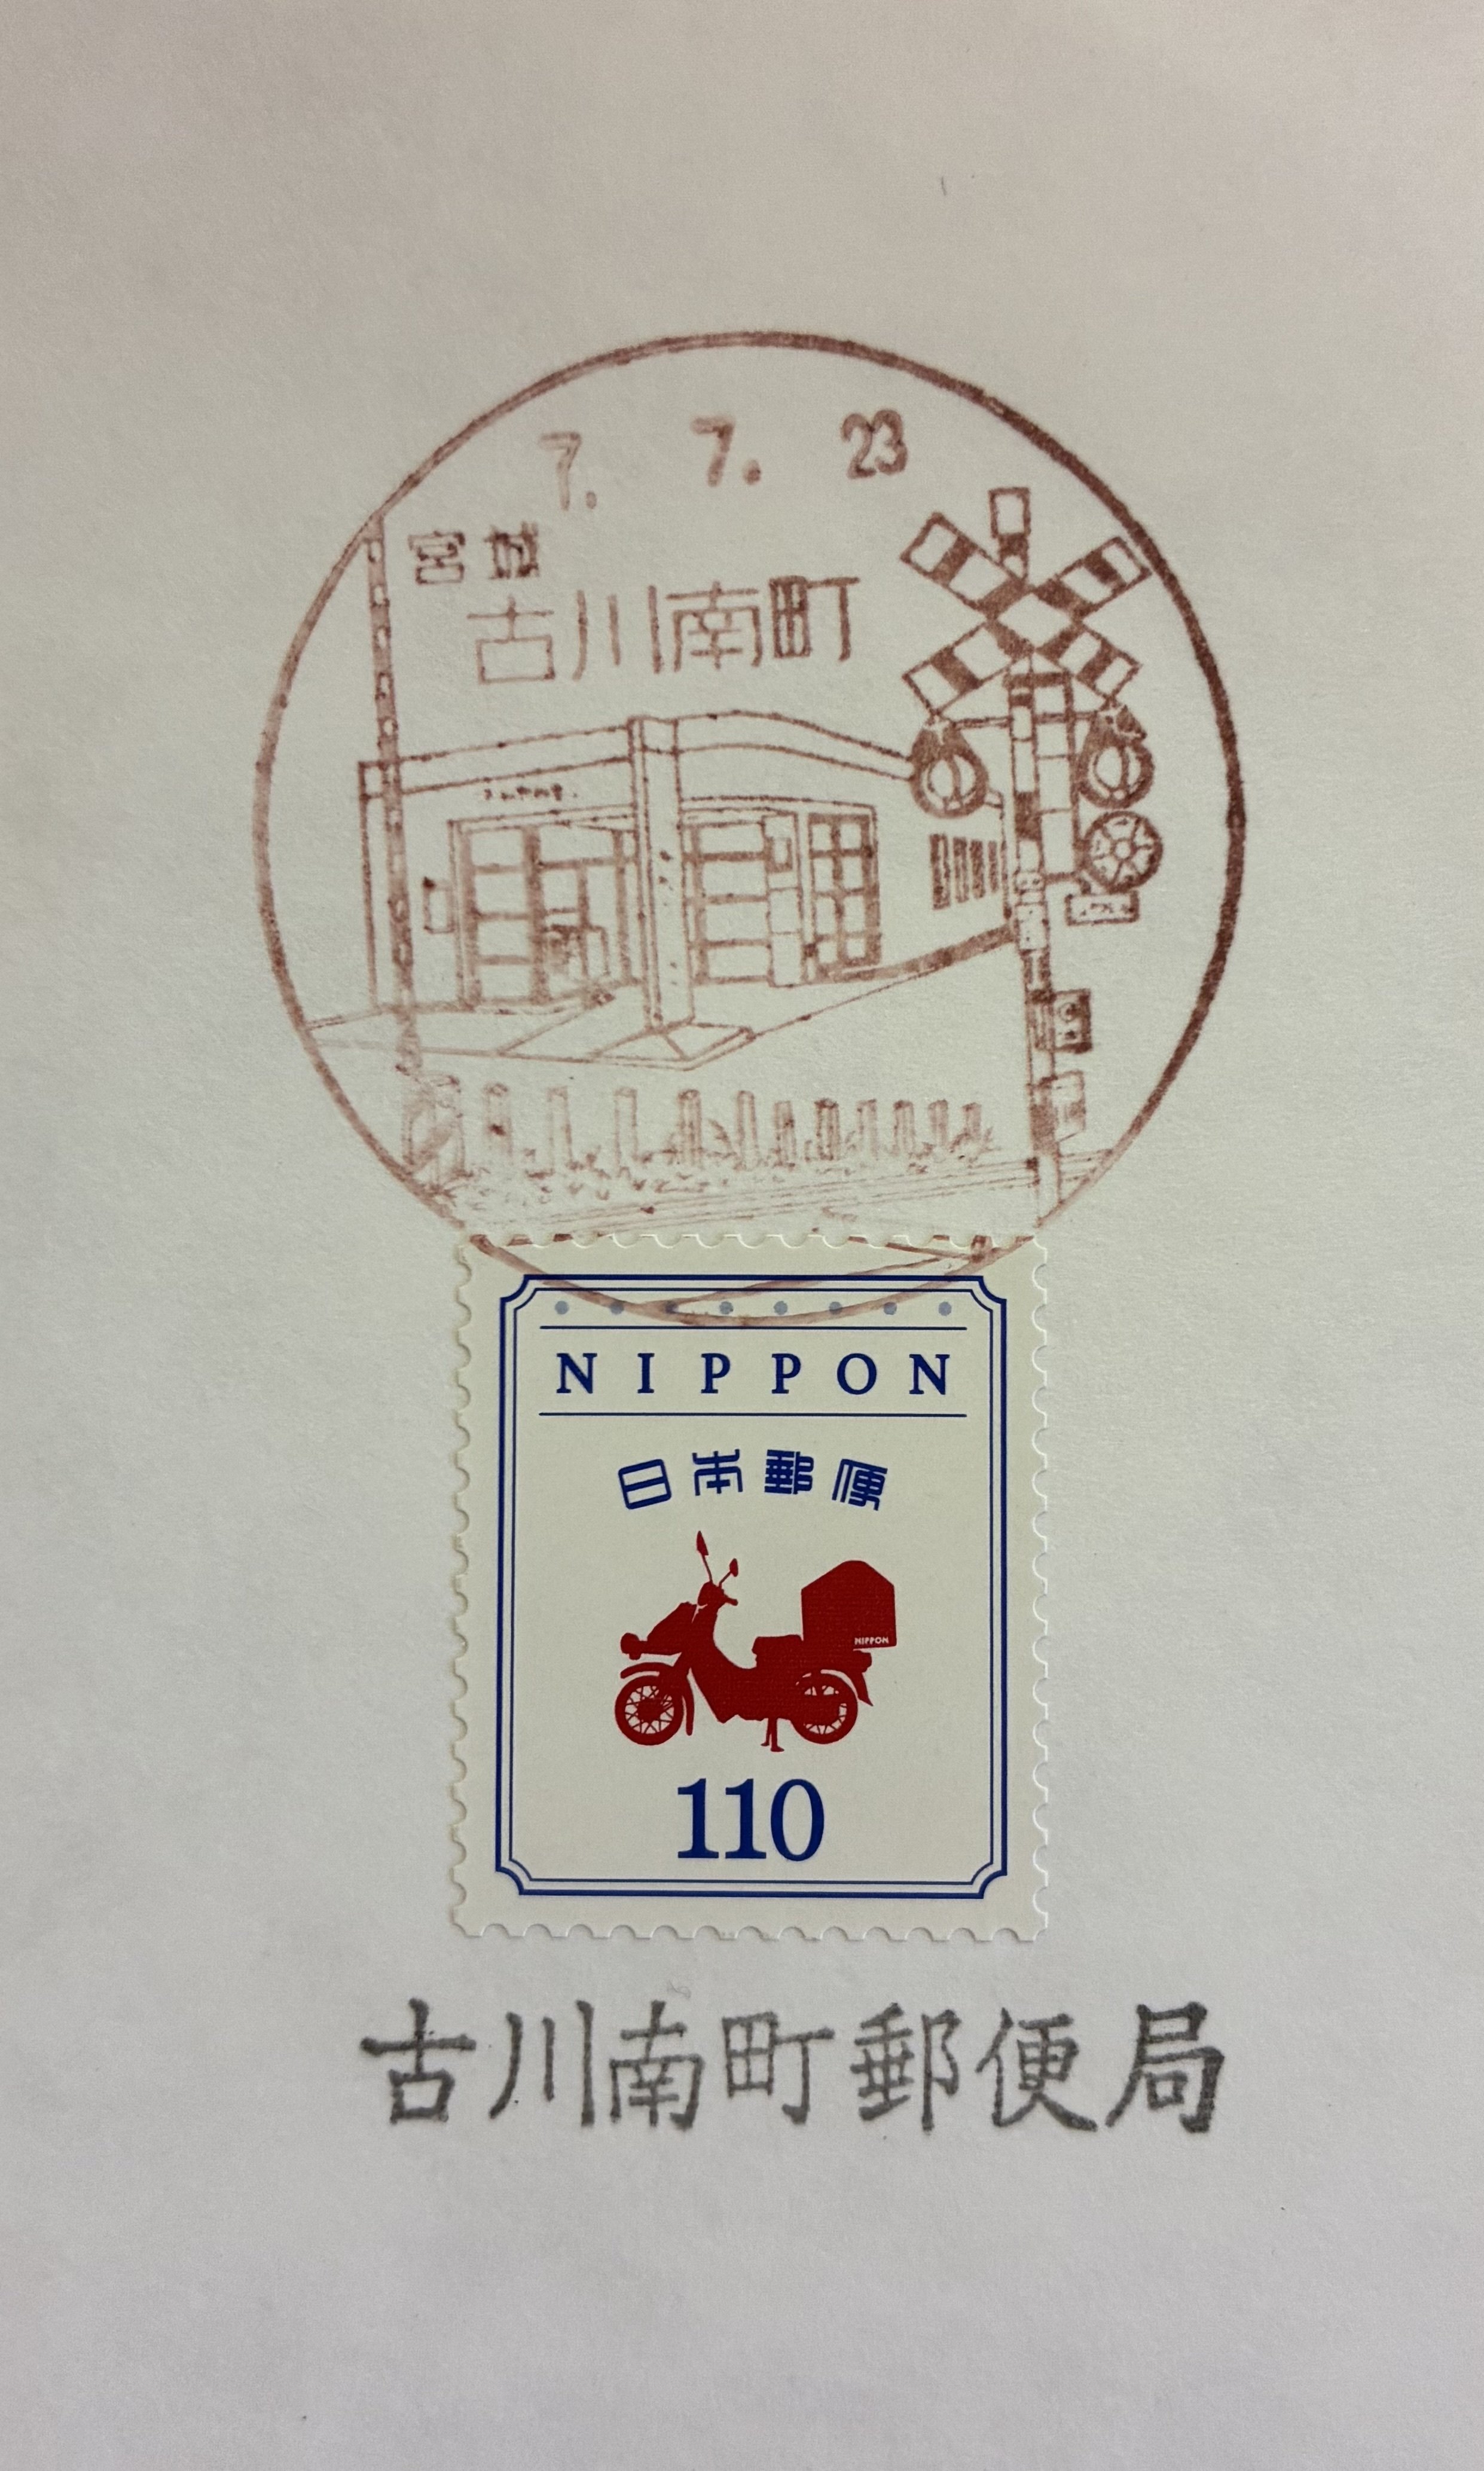 7. 7. 23
宮城
古川南町
NIPPON
日本郵便
NIPPON
110
古川南町郵便局